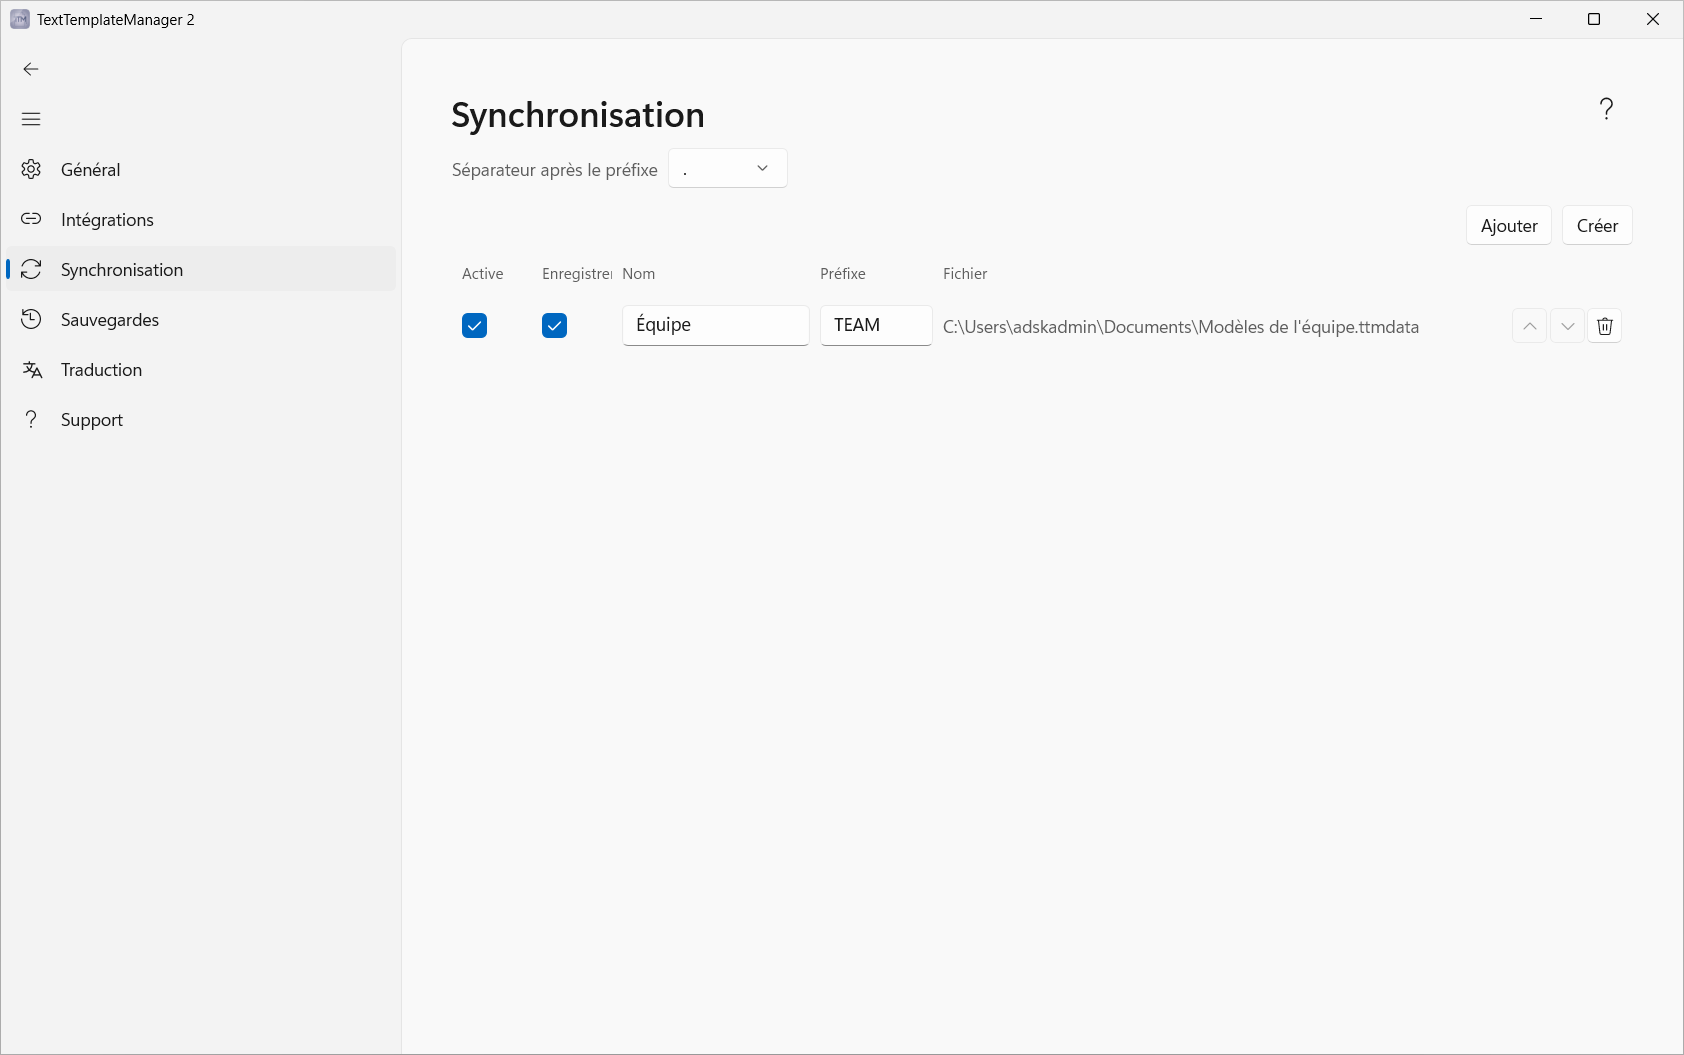 TextTemplateManager 2
Général
Intégrations
Synchronisation
Sauvegardes
Traduction
Support
Synchronisation
Séparateur après le préfixe .
Ajouter Créer
Active Enregistrer Nom Préfixe Fichier
Équipe TEAM C:\Users\adskadmin\Documents\Modèles de l'équipe.ttmdata